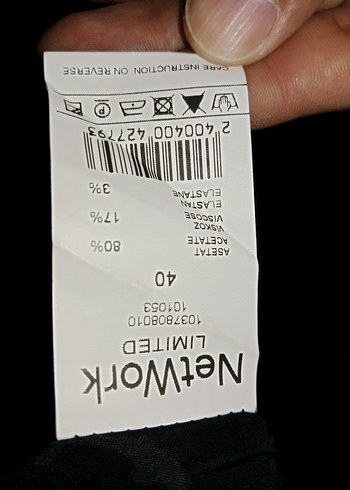 NetWork
LIMITED
1037808010
101053
40
ASETAT
ACETATE 80%
VISKOZ
VISCOSE 17%
ELASTAN
ELASTANE 3%
2 400400 427793
P
CARE INSTRUCTION ON REVERSE